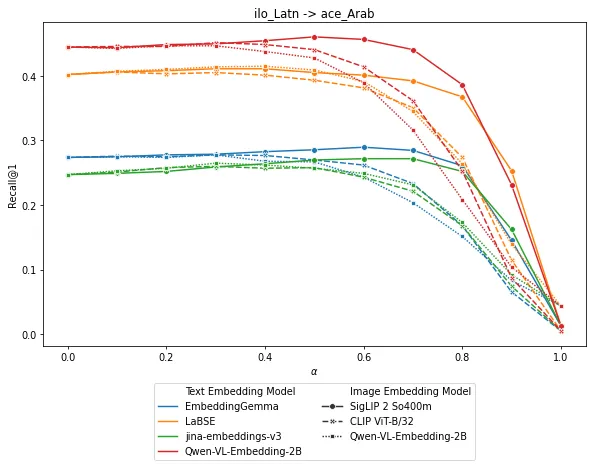 ilo_Latn -> ace_Arab
Recall@1
0.4
0.3
0.2
0.1
0.0
0.0 0.2 0.4 0.6 0.8 1.0
α
Text Embedding Model
EmbeddingGemma
LaBSE
jina-embeddings-v3
Qwen-VL-Embedding-2B
Image Embedding Model
SigLIP 2 So400m
CLIP ViT-B/32
Qwen-VL-Embedding-2B